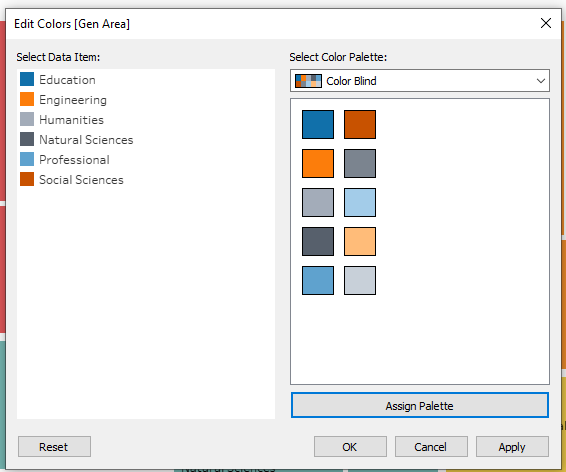 Edit Colors [Gen Area]
Select Data Item:
Education
Engineering
Humanities
Natural Sciences
Professional
Social Sciences
Select Color Palette:
Color Blind
Assign Palette
Reset
OK
Cancel
Apply
Natural Sciences